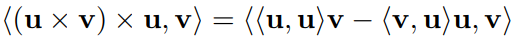 ⟨(u × v) × u, v⟩ = ⟨⟨u, u⟩v − ⟨v, u⟩u, v⟩